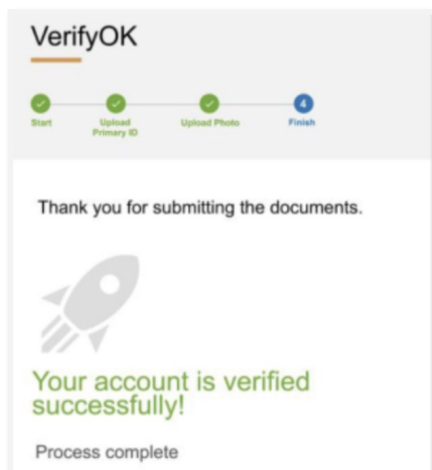 VerifyOK
4
Start
Upload
Primary ID
Upload Photo
Finish
Thank you for submitting the documents.
Your account is verified
successfully!
Process complete